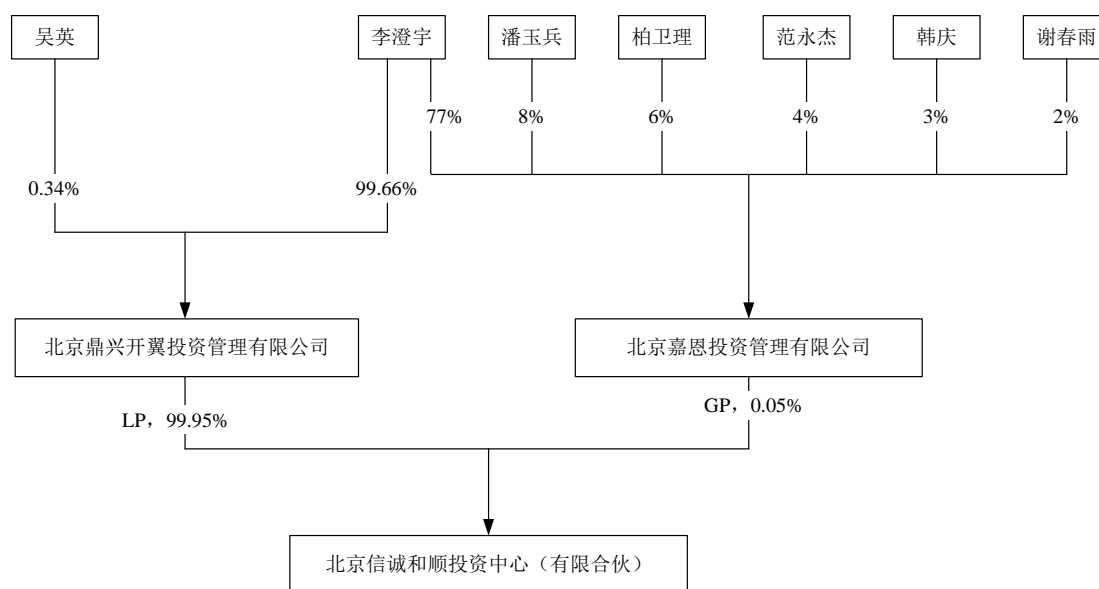 吴英
李澄宇
潘玉兵
柏卫理
范永杰
韩庆
谢春雨
77%
8%
6%
4%
3%
2%
0.34%
99.66%
北京鼎兴开翼投资管理有限公司
北京嘉恩投资管理有限公司
LP，99.95%
GP，0.05%
北京信诚和顺投资中心（有限合伙）